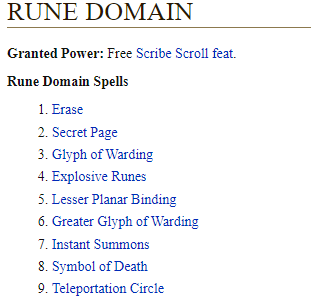 RUNE DOMAIN
Granted Power: Free Scribe Scroll feat.
Rune Domain Spells
1. Erase
2. Secret Page
3. Glyph of Warding
4. Explosive Runes
5. Lesser Planar Binding
6. Greater Glyph of Warding
7. Instant Summons
8. Symbol of Death
9. Teleportation Circle